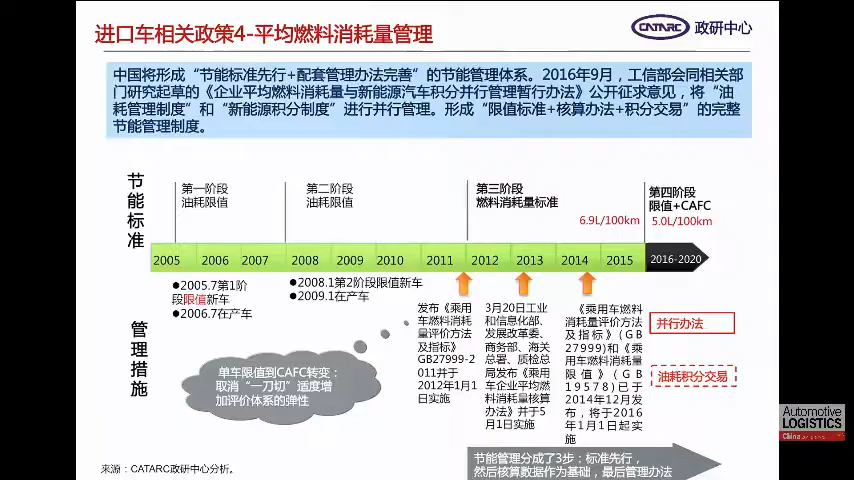 进口车相关政策4-平均燃料消耗量管理
CATARC 政研中心
中国将形成“节能标准先行+配套管理办法完善”的节能管理体系。2016年9月，工信部会同相关部
门研究起草的《企业平均燃料消耗量与新能源汽车积分并行管理暂行办法》公开征求意见，将“油
耗管理制度”和“新能源积分制度”进行并行管理。形成“限值标准+核算办法+积分交易”的完整
节能管理制度。
节能标准
第一阶段
油耗限值
第二阶段
油耗限值
第三阶段
燃料消耗量标准
6.9L/100km
第四阶段
限值+CAFC
5.0L/100km
2005 2006 2007 2008 2009 2010 2011 2012 2013 2014 2015 2016-2020
管理措施
●2005.7第1阶
段限值新车
●2006.7在产车
●2008.1第2阶段限值新车
●2009.1在产车
发布《乘用
车燃料消耗
量评价方法
及指标》
GB27999-2
011并于
2012年1月1
日实施
3月20日工业
和信息化部、
发展改革委、
商务部、海关
总署、质检总
局发布《乘用
车企业平均燃
料消耗量核算
办法》并于5
月1日实施
《乘用车燃料
消耗量评价方法
及指标》(GB
27999)和《乘
用车燃料消耗量
限值》(GB
19578)已于
2014年12月发
布，将于2016
年1月1日起实
施
并行办法
油耗积分交易
单车限值到CAFC转变：
取消“一刀切”适度增
加评价体系的弹性
节能管理分成了3步：标准先行，
然后核算数据作为基础，最后管理办法
来源：CATARC政研中心分析。
Automotive
LOGISTICS
China